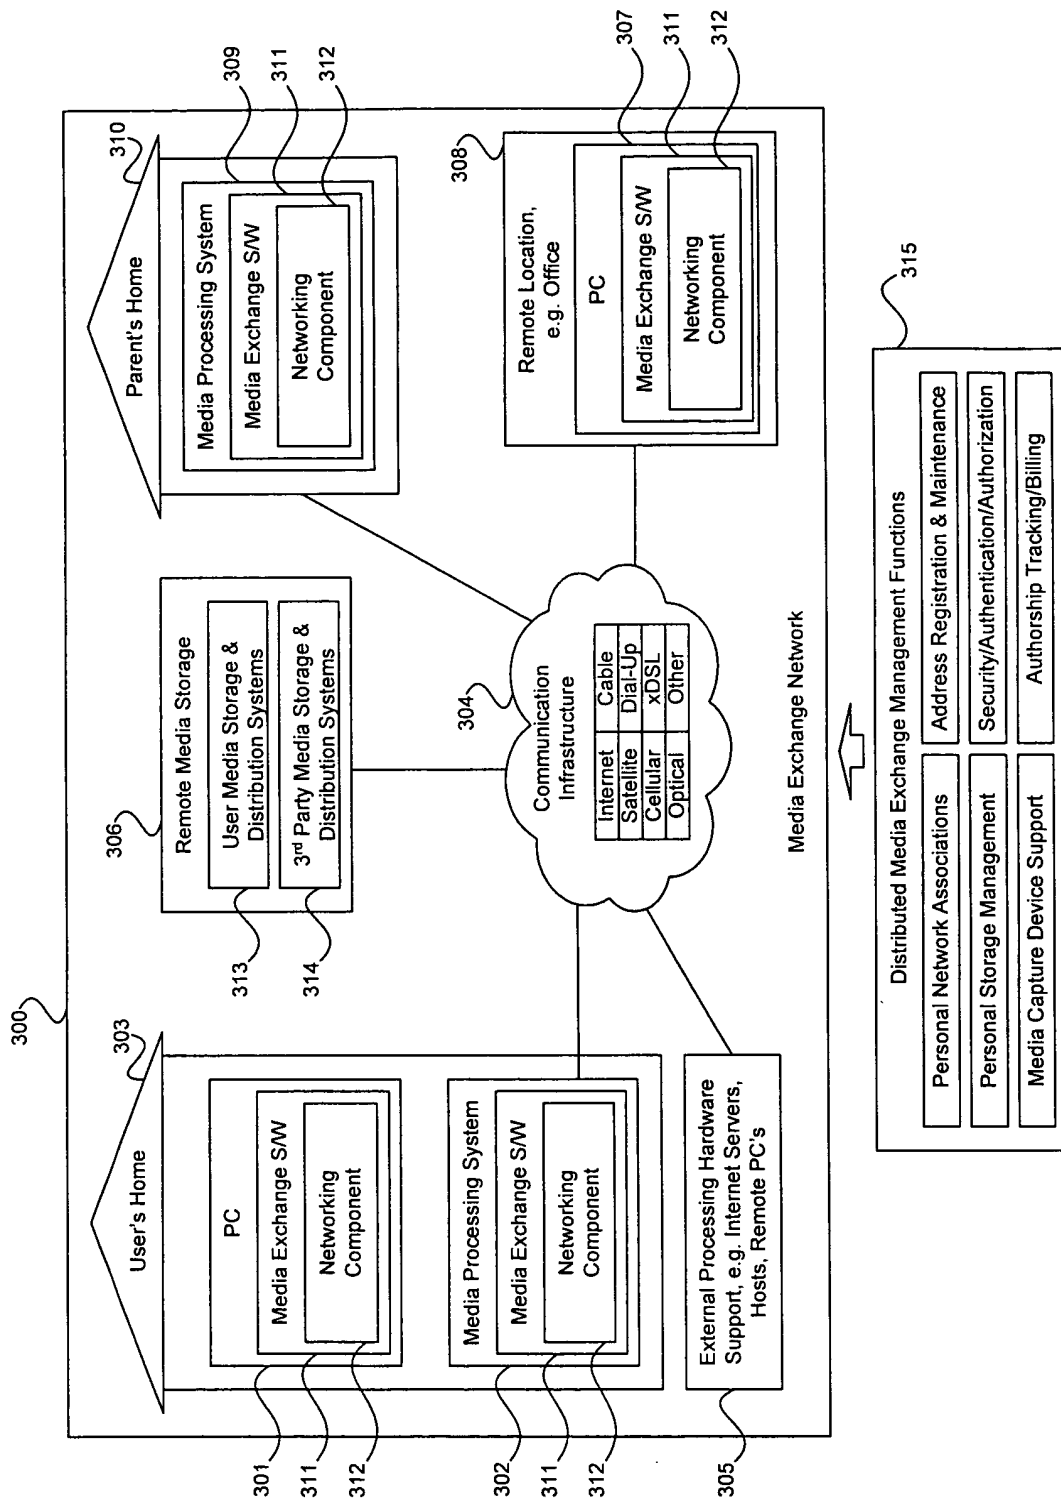 300
303
User's Home
PC
Media Exchange S/W
Networking
Component
301
311
312
Media Processing System
Media Exchange S/W
Networking
Component
302
311
312
External Processing Hardware
Support, e.g. Internet Servers,
Hosts, Remote PC's
305
306
Remote Media Storage
User Media Storage &
Distribution Systems
3rd Party Media Storage &
Distribution Systems
313
314
304
Communication
Infrastructure
Internet Cable
Satellite Dial-Up
Cellular xDSL
Optical Other
310
Parent's Home
Media Processing System
Media Exchange S/W
Networking
Component
309
311
312
308
Remote Location,
e.g. Office
PC
Media Exchange S/W
Networking
Component
307
311
312
Media Exchange Network
315
Distributed Media Exchange Management Functions
Personal Network Associations
Address Registration & Maintenance
Personal Storage Management
Security/Authentication/Authorization
Media Capture Device Support
Authorship Tracking/Billing